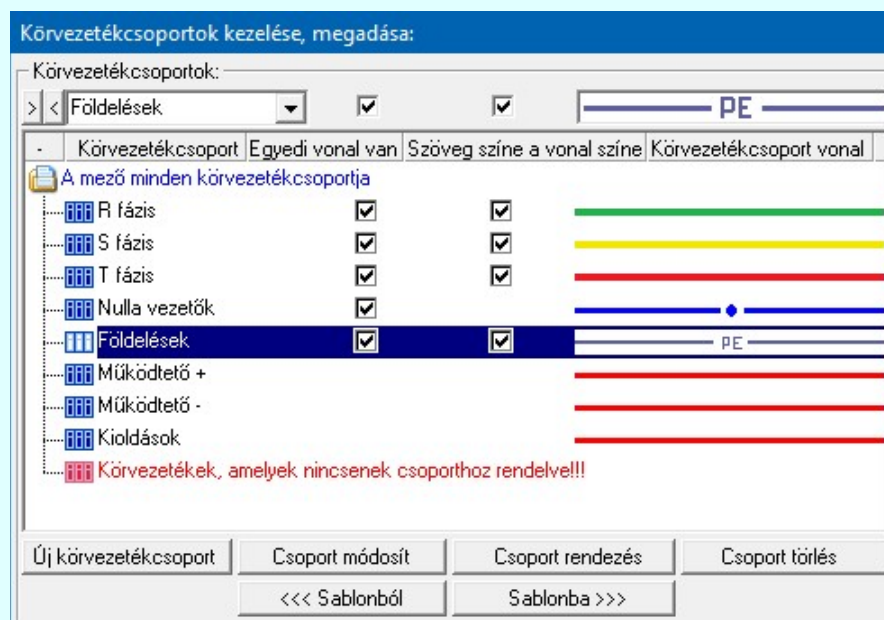 Körvezetékcsoportok kezelése, megadása:
Körvezetékcsoportok:
> < Földelések PE
- Körvezetékcsoport Egyedi vonal van Szöveg színe a vonal színe Körvezetékcsoport vonal
A mező minden körvezetékcsoportja
R fázis
S fázis
T fázis
Nulla vezetők
Földelések PE
Működtető +
Működtető -
Kioldások
Körvezetékek, amelyek nincsenek csoporthoz rendelve!!!
Új körvezetékcsoport Csoport módosít Csoport rendezés Csoport törlés
<<< Sablonból Sablonba >>>